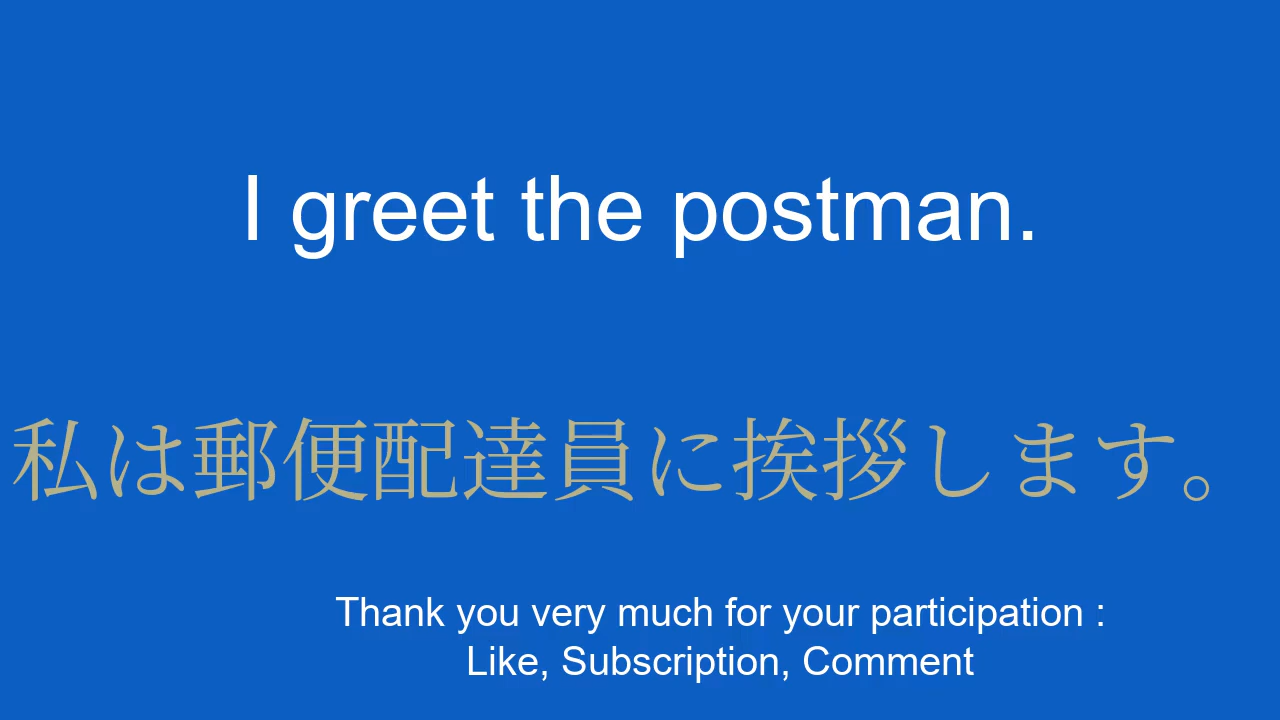 I greet the postman.
私は郵便配達員に挨拶します。
Thank you very much for your participation :
Like, Subscription, Comment